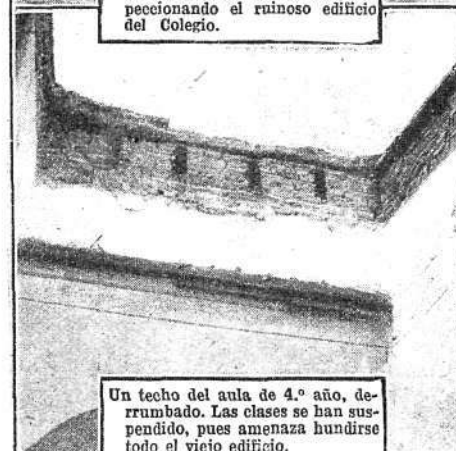 peccionando el ruinoso edificio
del Colegio.
Un techo del aula de 4.º año, de-
rrumbado. Las clases se han sus-
pendido, pues amenaza hundirse
todo el viejo edificio.